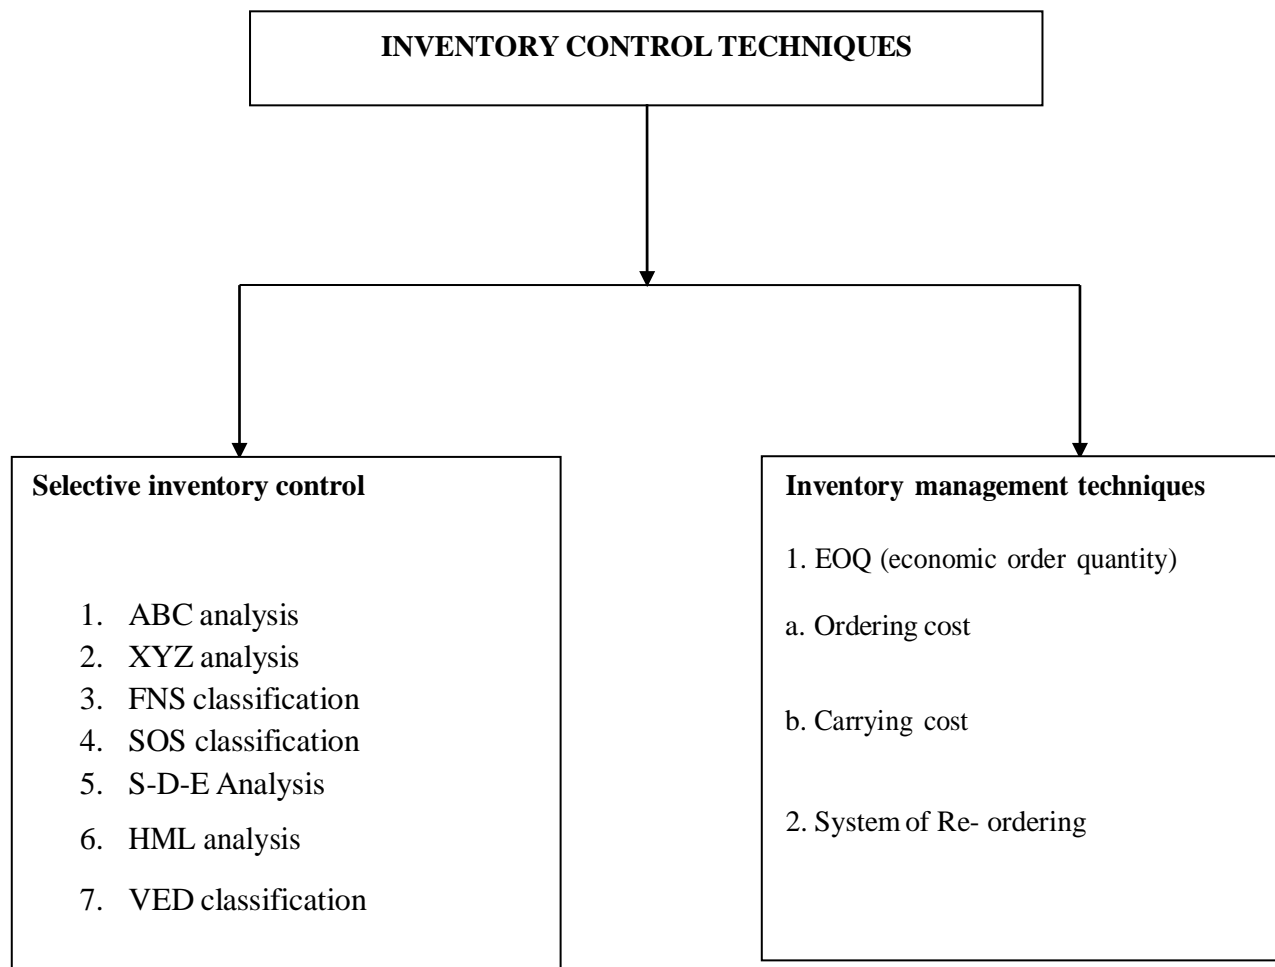 INVENTORY CONTROL TECHNIQUES
Selective inventory control
1. ABC analysis
2. XYZ analysis
3. FNS classification
4. SOS classification
5. S-D-E Analysis
6. HML analysis
7. VED classification
Inventory management techniques
1. EOQ (economic order quantity)
a. Ordering cost
b. Carrying cost
2. System of Re- ordering